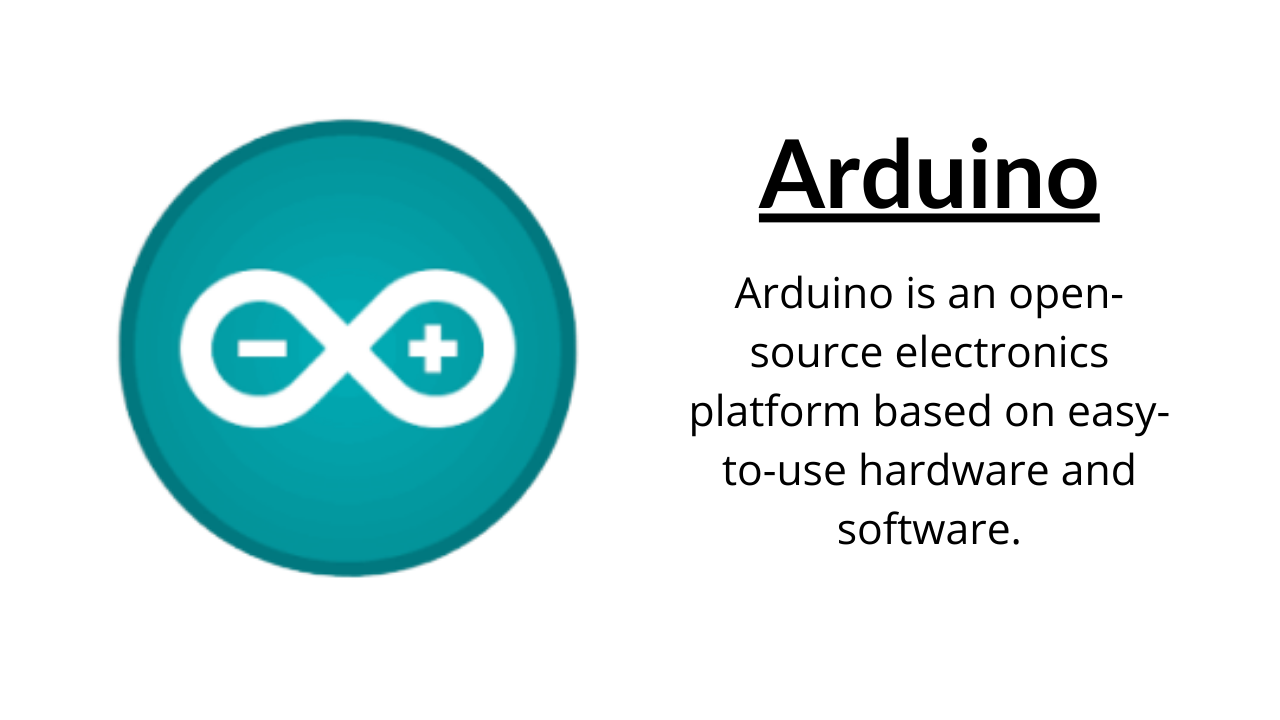 Arduino
Arduino is an open-
source electronics
platform based on easy-
to-use hardware and
software.